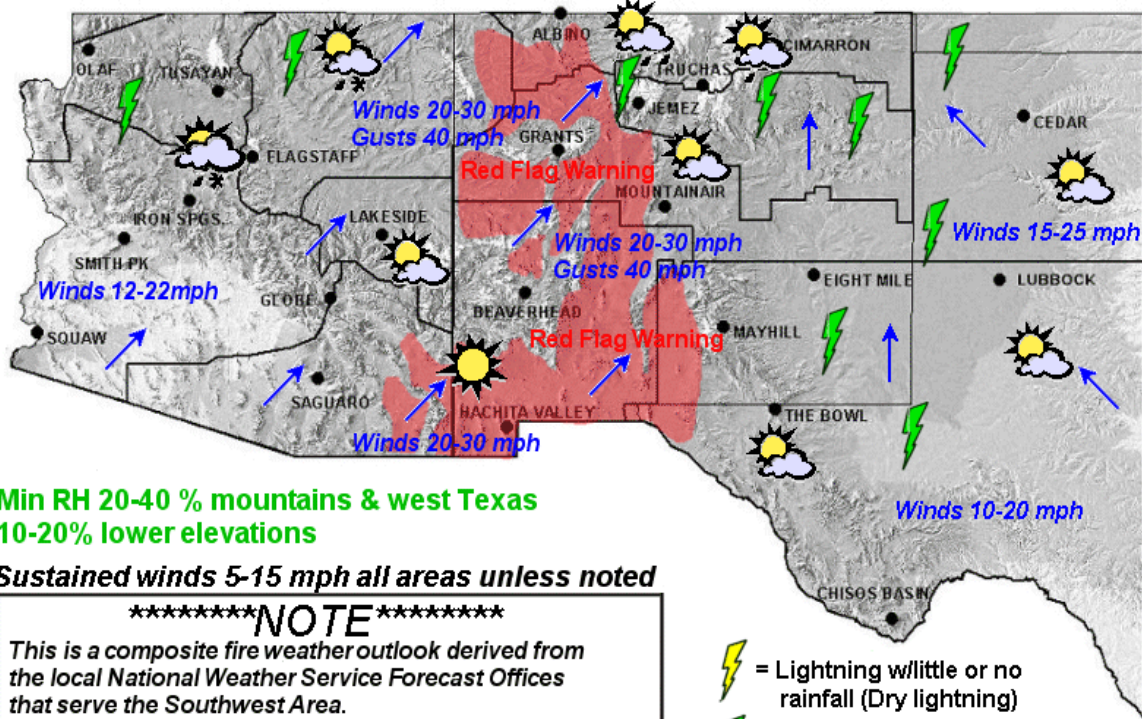 ALBINO
CIMARRON
OLAF
TUSAYAN
TRUCHAS
JEMEZ
Winds 20-30 mph
Gusts 40 mph
CEDAR
GRANTS
FLAGSTAFF
Red Flag Warning
MOUNTAINAIR
IRON SPGS.
LAKESIDE
SMITH PK
Winds 20-30 mph
Gusts 40 mph
Winds 15-25 mph
Winds 12-22mph
GLOBE
EIGHT MILE
LUBBOCK
BEAVERHEAD
SQUAW
Red Flag Warning
MAYHILL
SAGUARO
HACHITA VALLEY
THE BOWL
Winds 20-30 mph
Min RH 20-40 % mountains & west Texas
10-20% lower elevations
Winds 10-20 mph
Sustained winds 5-15 mph all areas unless noted
CHISOS BASIN
********NOTE********
This is a composite fire weather outlook derived from
the local National Weather Service Forecast Offices
that serve the Southwest Area.
= Lightning w/little or no
rainfall (Dry lightning)